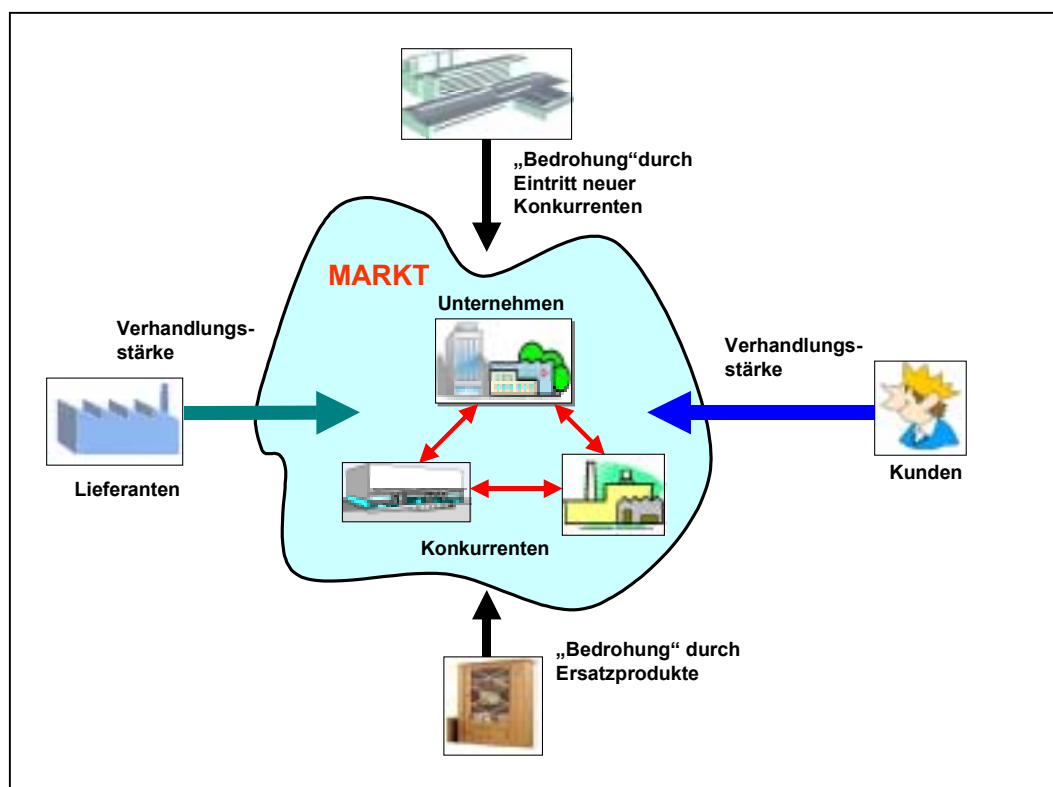 „Bedrohung“durch
Eintritt neuer
Konkurrenten
MARKT
Unternehmen
Verhandlungs-
stärke
Verhandlungs-
stärke
Lieferanten
Kunden
Konkurrenten
„Bedrohung“ durch
Ersatzprodukte